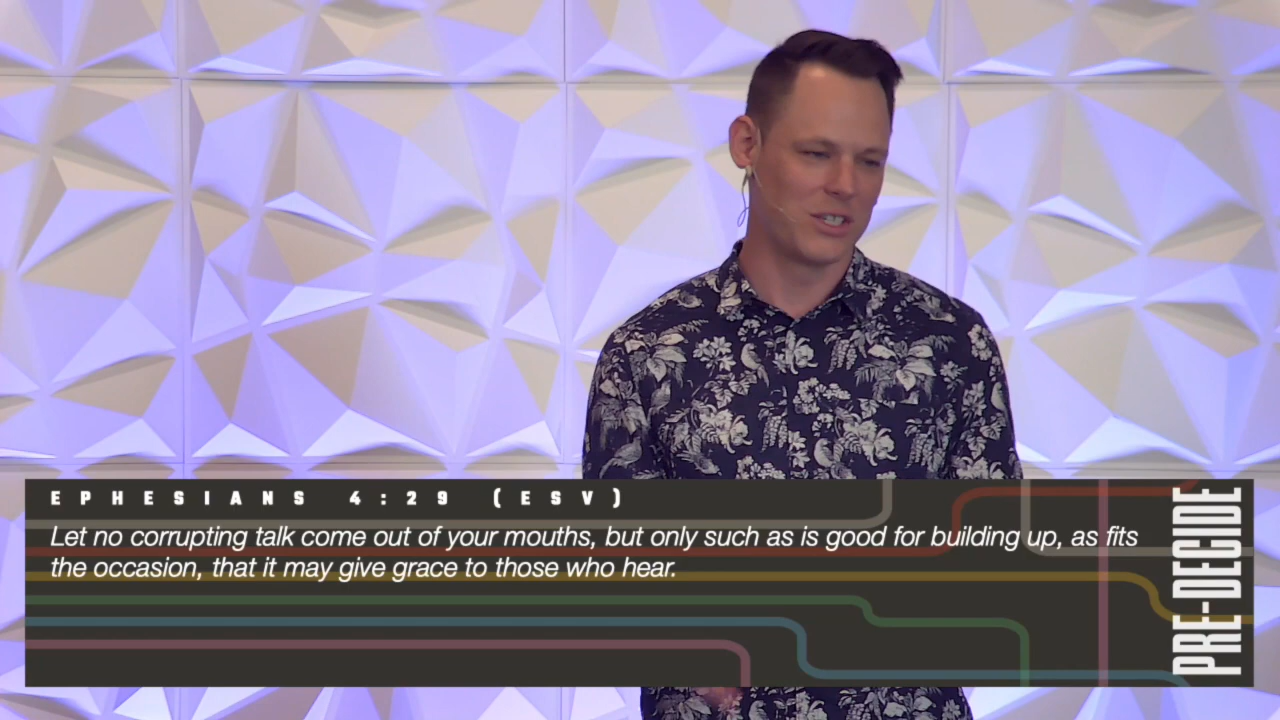 EPHESIANS 4:29 (ESV)
Let no corrupting talk come out of your mouths, but only such as is good for building up, as fits
the occasion, that it may give grace to those who hear.
PRE-DECIDE